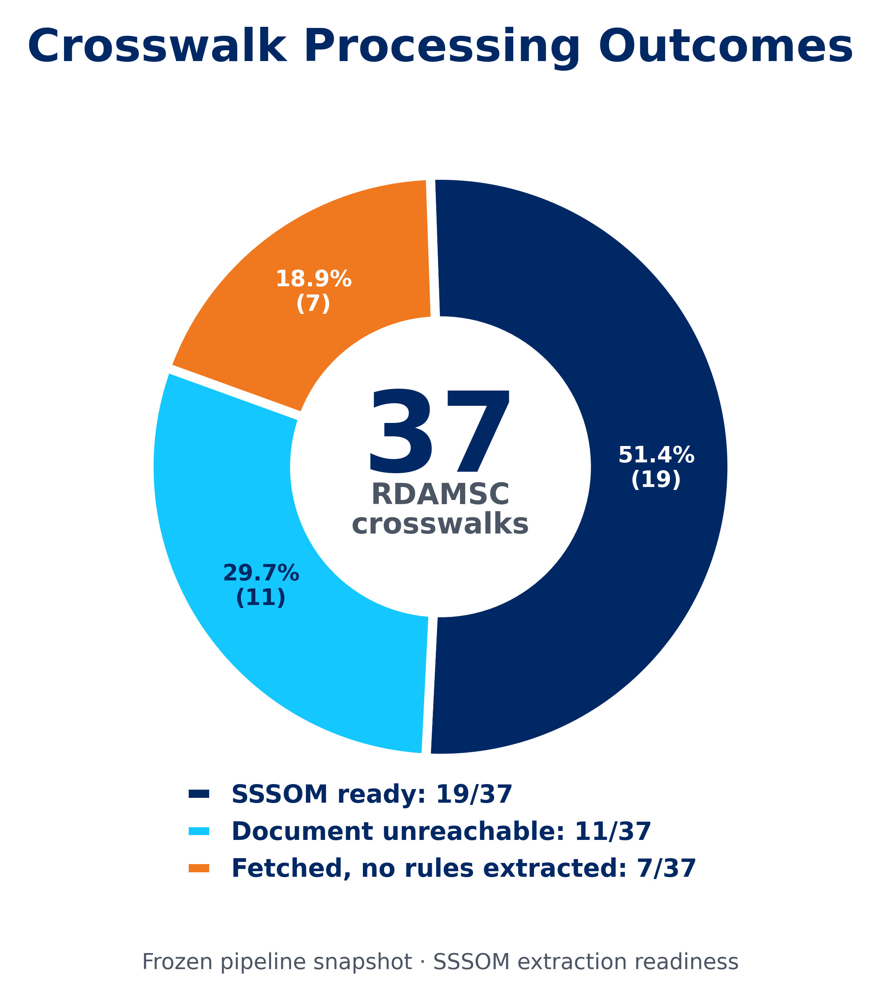 Crosswalk Processing Outcomes
18.9%
(7)
51.4%
(19)
37
RDAMSC
crosswalks
29.7%
(11)
SSSOM ready: 19/37
Document unreachable: 11/37
Fetched, no rules extracted: 7/37
Frozen pipeline snapshot · SSSOM extraction readiness